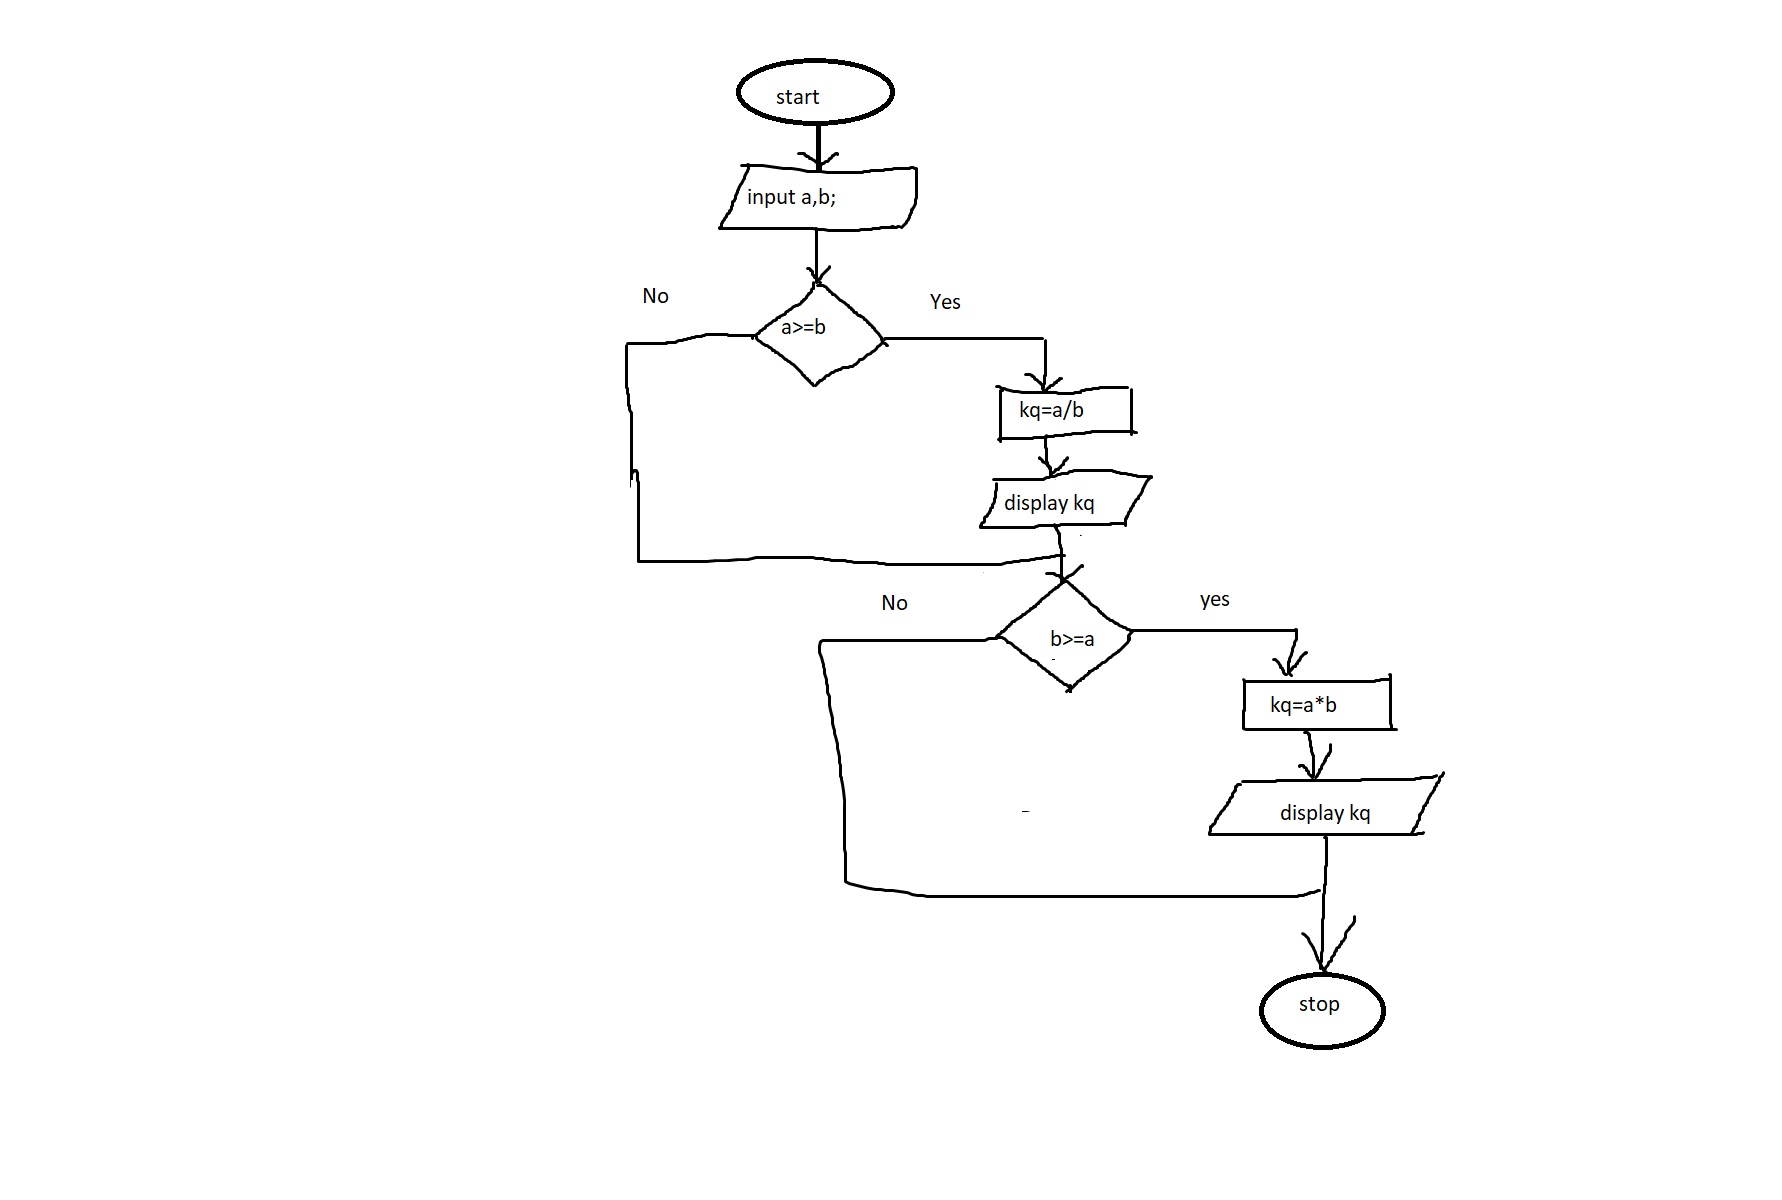 start
input a,b;
No
Yes
a>=b
kq=a/b
display kq
No
yes
b>=a
kq=a*b
display kq
stop